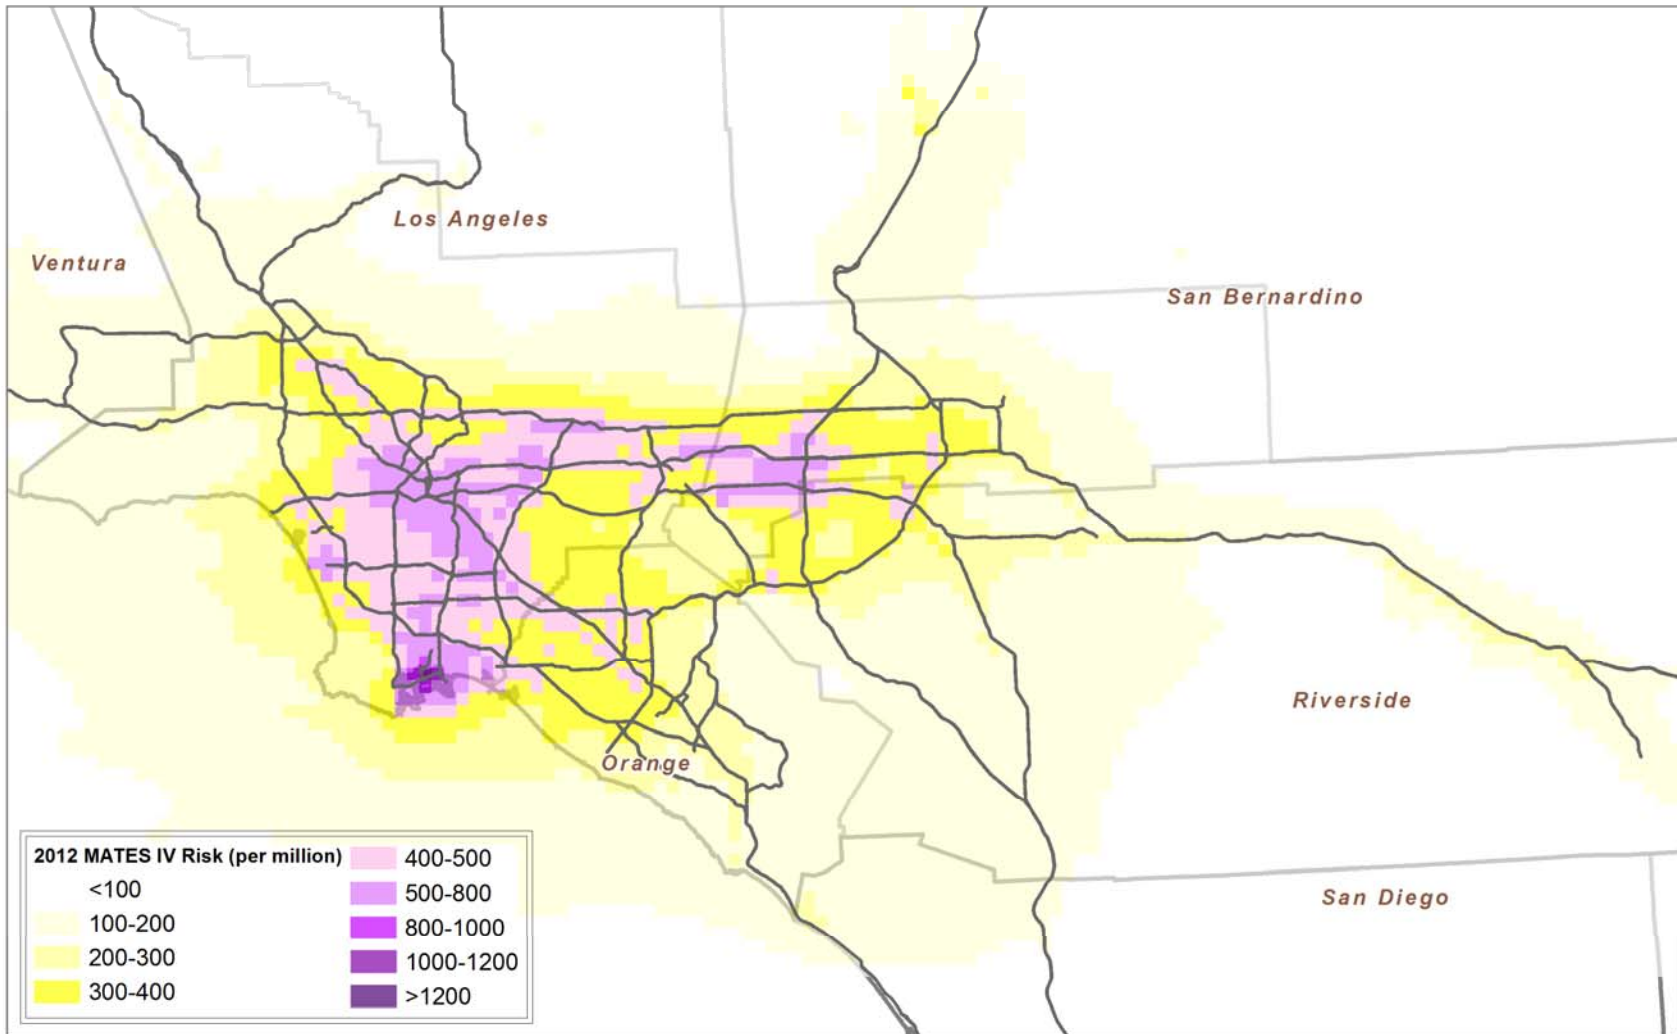 Los Angeles
Ventura
San Bernardino
Riverside
Orange
San Diego
2012 MATES IV Risk (per million)
<100
100-200
200-300
300-400
400-500
500-800
800-1000
1000-1200
>1200